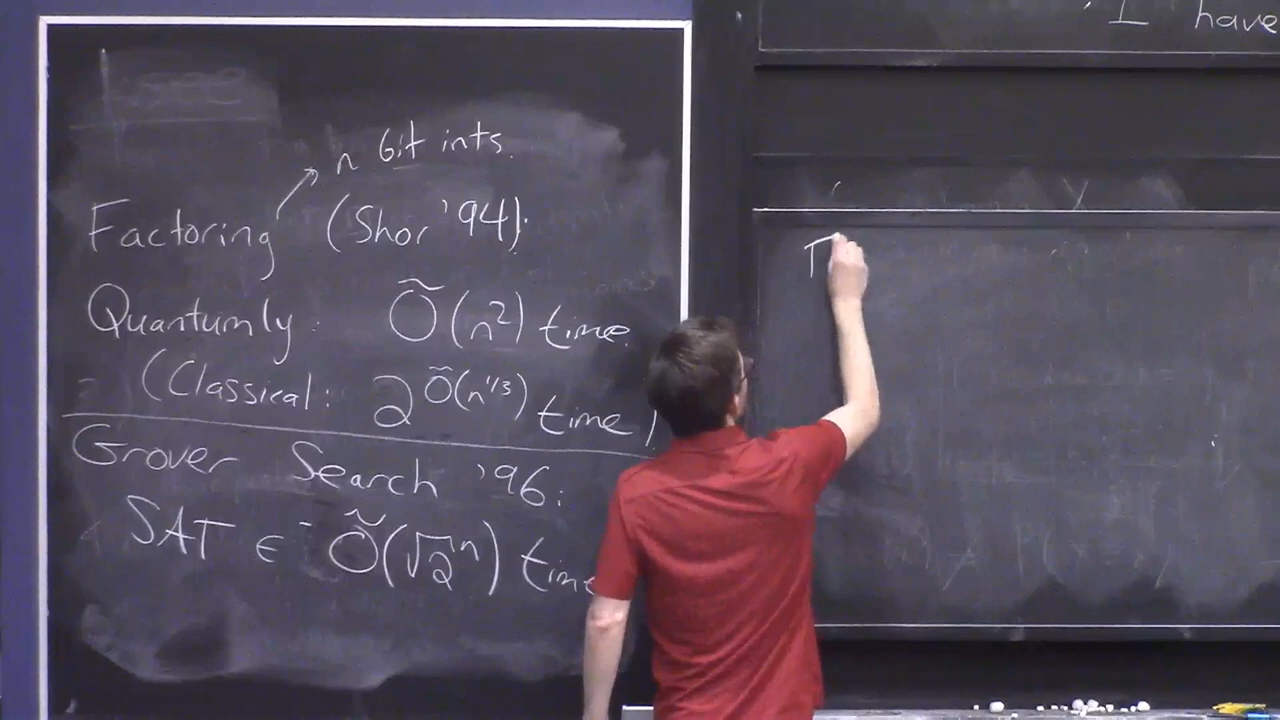 n bit ints.
Factoring (Shor '94):
Quantumly: Õ(n²) time.
(Classical: 2^Õ(n^1/3) time)
Grover Search '96:
SAT ∈ Õ(√2ⁿ) time
I have